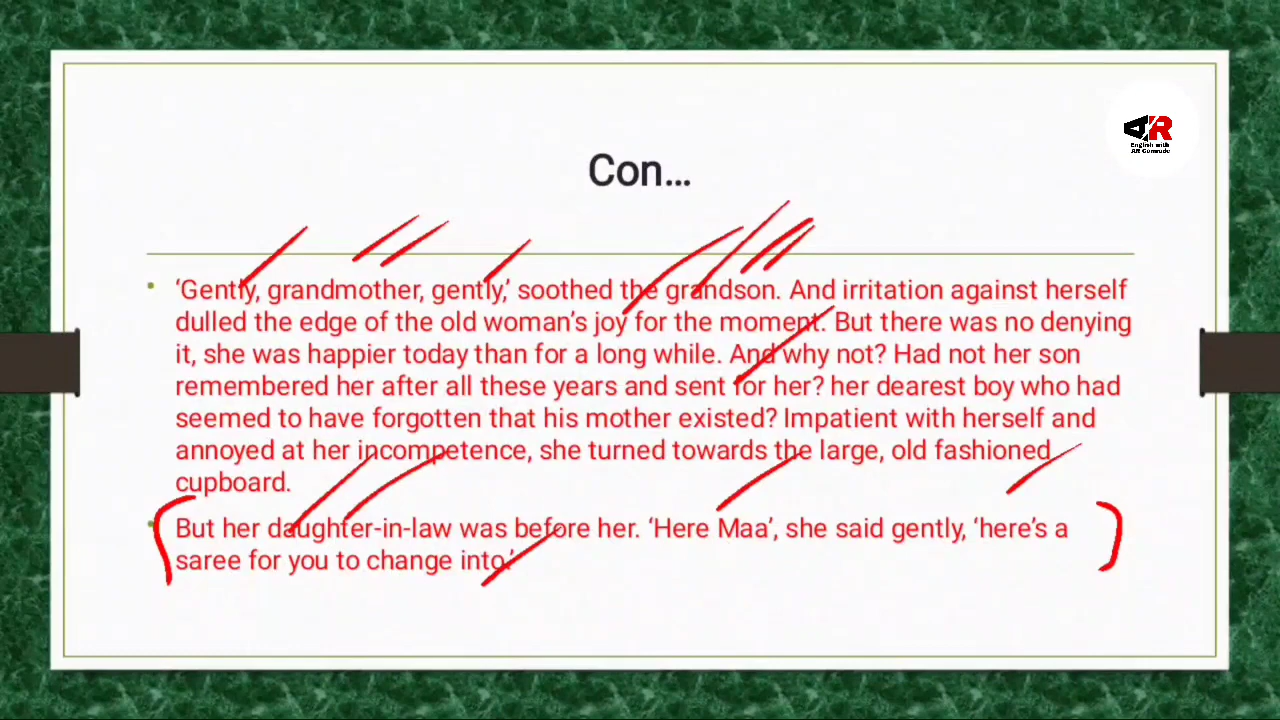 AR
English with
AR Comrade
Con...
‘Gently, grandmother, gently,’ soothed the grandson. And irritation against herself
dulled the edge of the old woman’s joy for the moment. But there was no denying
it, she was happier today than for a long while. And why not? Had not her son
remembered her after all these years and sent for her? her dearest boy who had
seemed to have forgotten that his mother existed? Impatient with herself and
annoyed at her incompetence, she turned towards the large, old fashioned
cupboard.
But her daughter-in-law was before her. ‘Here Maa’, she said gently, ‘here’s a
saree for you to change into.’